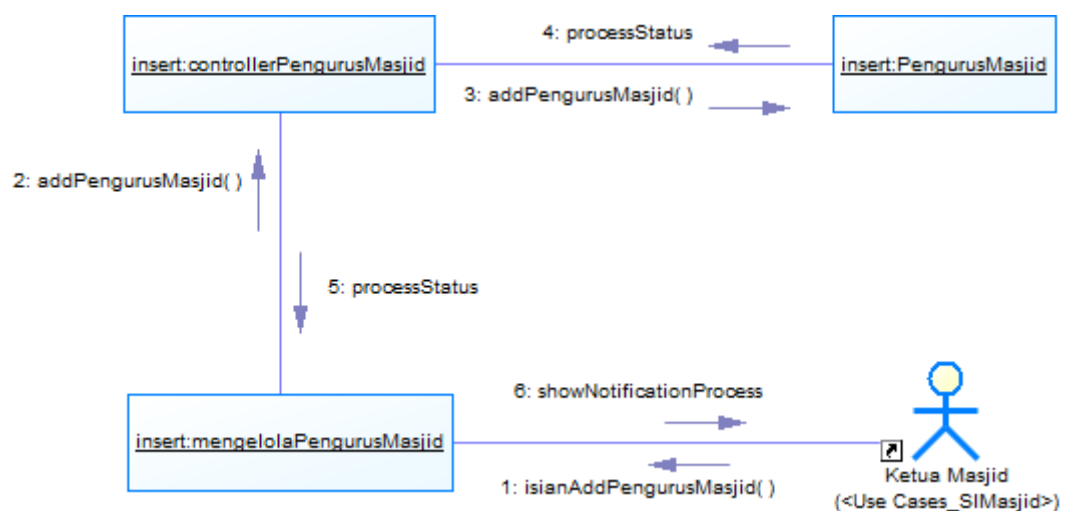 4: processStatus
insert:controllerPengurusMasjid
insert:PengurusMasjid
3: addPengurusMasjid( )
2: addPengurusMasjid( )
5: processStatus
6: showNotificationProcess
insert:mengelolaPengurusMasjid
1: isianAddPengurusMasjid( )
Ketua Masjid
(<Use Cases_SIMasjid>)